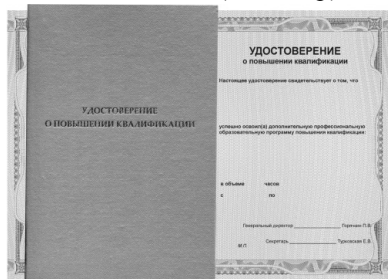 УДОСТОВЕРЕНИЕ
О ПОВЫШЕНИИ КВАЛИФИКАЦИИ
УДОСТОВЕРЕНИЕ
о повышении квалификации
Настоящее удостоверение свидетельствует о том, что
успешно освоил(а) дополнительную профессиональную
образовательную программу повышения квалификации:
в объеме часов
с по
Генеральный директор
Секретарь Турковская Е.В.
М.П.